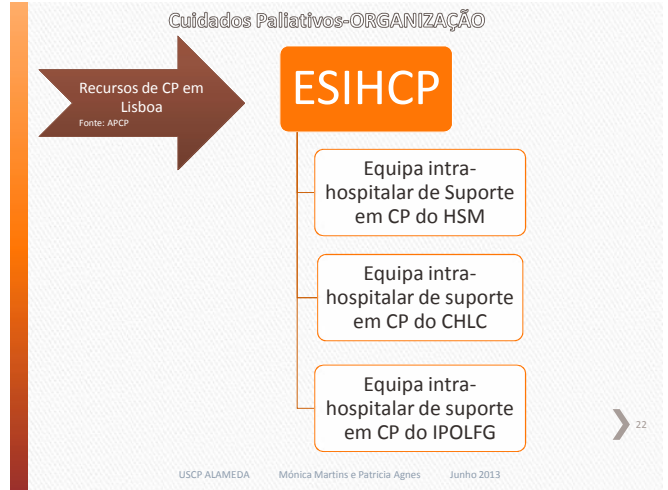 Cuidados Paliativos-ORGANIZAÇÃO
Recursos de CP em
Lisboa
Fonte: APCP
ESIHCP
Equipa intra-
hospitalar de Suporte
em CP do HSM
Equipa intra-
hospitalar de suporte
em CP do CHLC
Equipa intra-
hospitalar de suporte
em CP do IPOLFG
22
USCP ALAMEDA Mónica Martins e Patricia Agnes Junho 2013